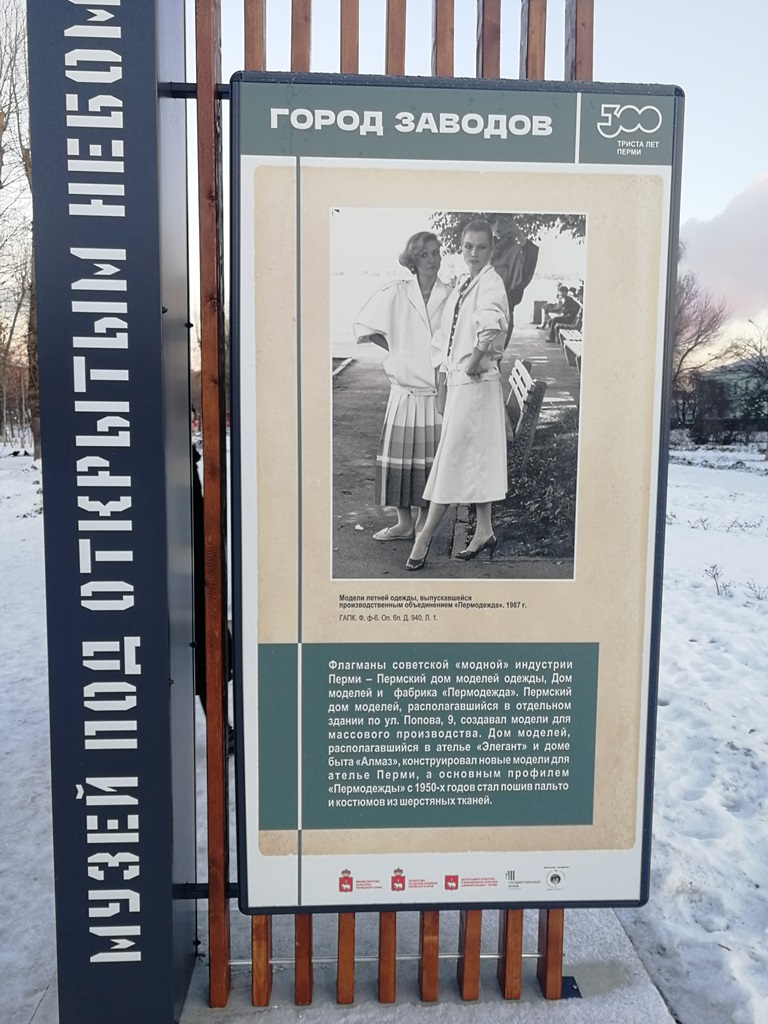 МУЗЕЙ ПОД ОТКРЫТЫМ НЕБОМ
ГОРОД ЗАВОДОВ
300
ТРИСТА ЛЕТ
ПЕРМИ
Модели летней одежды, выпускавшейся
производственным объединением «Пермодежда». 1987 г.
ГАПК. Ф. ф-6. Оп. 6п. Д. 940. Л. 1.
Флагманы советской «модной» индустрии
Перми – Пермский дом моделей одежды, Дом
моделей и фабрика «Пермодежда». Пермский
дом моделей, располагавшийся в отдельном
здании по ул. Попова, 9, создавал модели для
массового производства. Дом моделей,
располагавшийся в ателье «Элегант» и доме
быта «Алмаз», конструировал новые модели для
ателье Перми, а основным профилем
«Пермодежды» с 1950-х годов стал пошив пальто
и костюмов из шерстяных тканей.